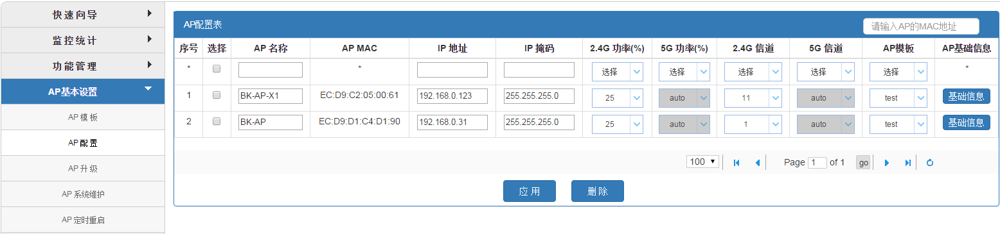 快速向导
监控统计
功能管理
AP基本设置
AP 模 板
AP 配 置
AP 升 级
AP 系统维护
AP 定时重启
AP配置表
请输入AP的MAC地址
序号 选择 AP 名称 AP MAC IP 地址 IP 掩码 2.4G 功率(%) 5G 功率(%) 2.4G 信道 5G 信道 AP模板 AP基础信息
* * 选择 选择 选择 选择 选择 *
1 BK-AP-X1 EC:D9:C2:05:00:61 192.168.0.123 255.255.255.0 25 auto 11 auto test 基础信息
2 BK-AP EC:D9:D1:C4:D1:90 192.168.0.31 255.255.255.0 25 auto 1 auto test 基础信息
100 Page 1 of 1 go
应 用 删 除